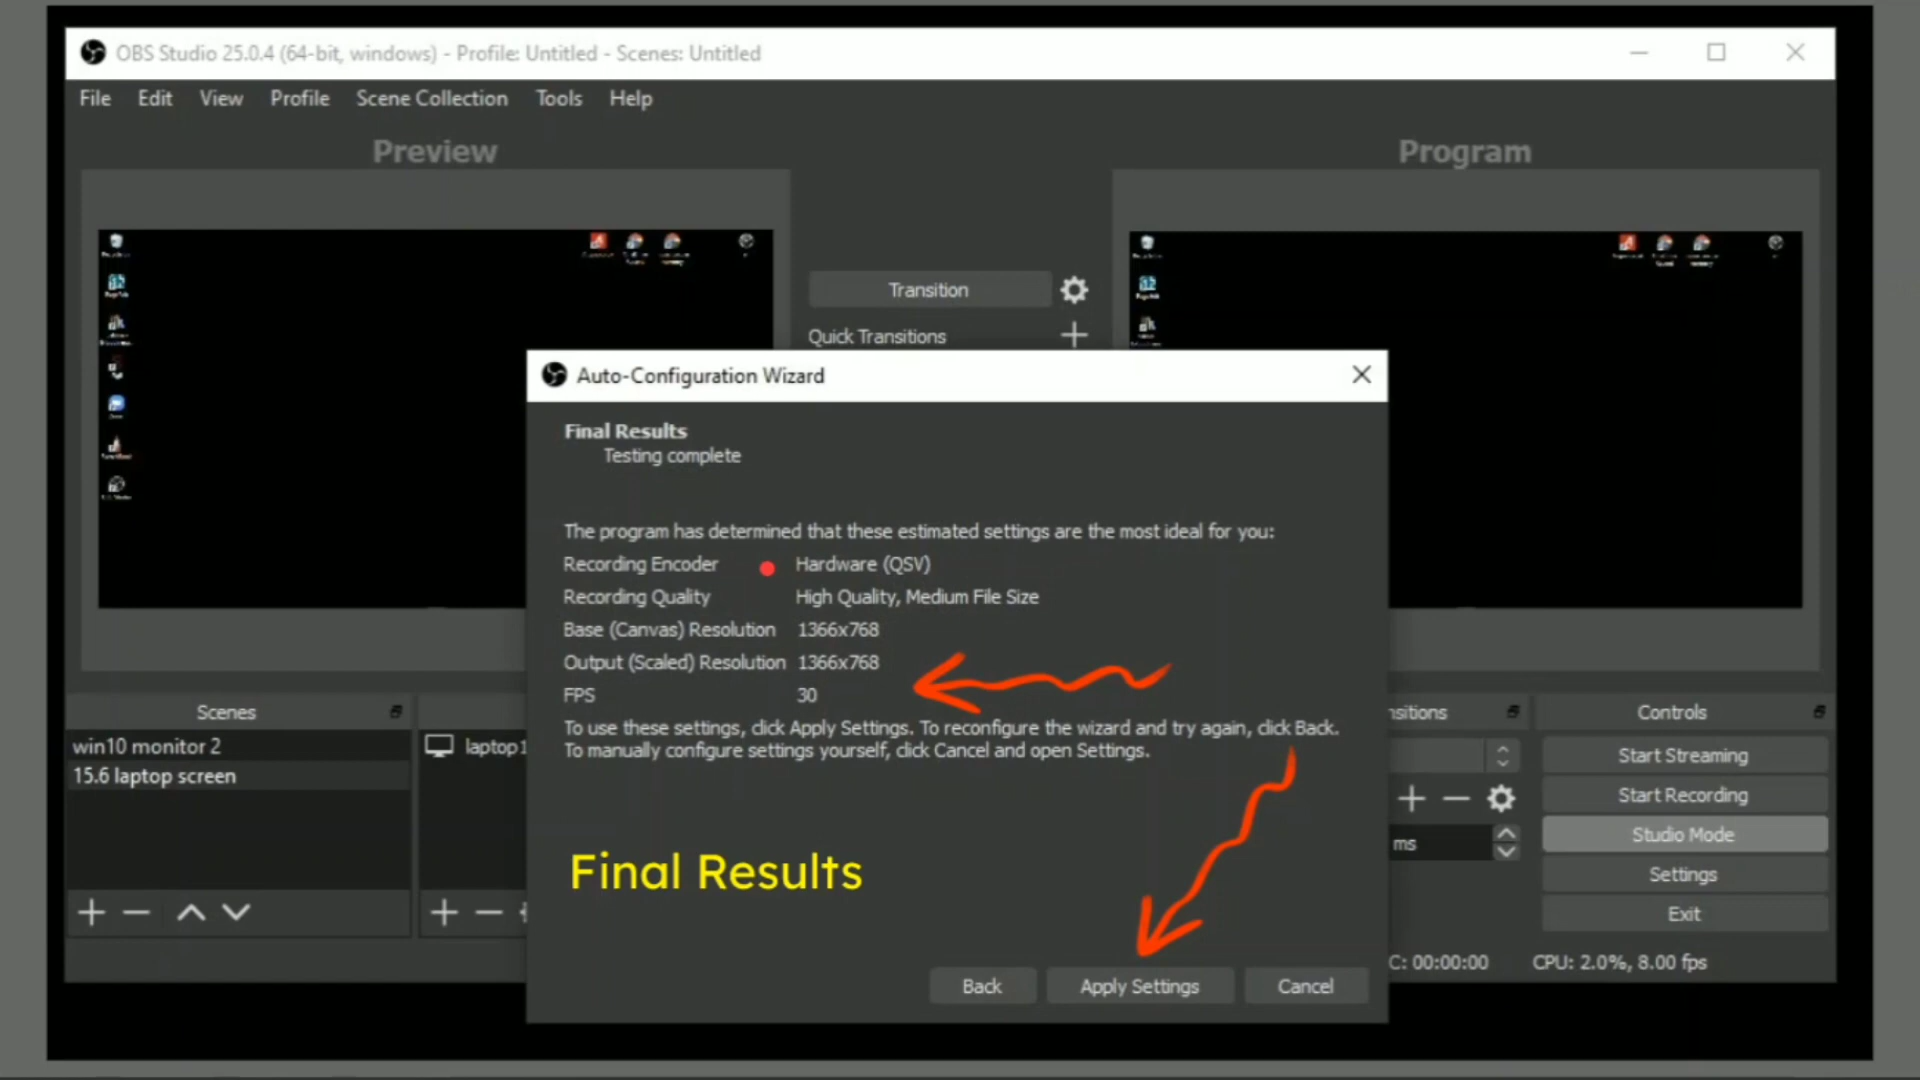 OBS Studio 25.0.4 (64-bit, windows) - Profile: Untitled - Scenes: Untitled
File Edit View Profile Scene Collection Tools Help
Preview
Program
Transition
Quick Transitions
Auto-Configuration Wizard
Final Results
Testing complete
The program has determined that these estimated settings are the most ideal for you:
Recording Encoder Hardware (QSV)
Recording Quality High Quality, Medium File Size
Base (Canvas) Resolution 1366x768
Output (Scaled) Resolution 1366x768
FPS 30
To use these settings, click Apply Settings. To reconfigure the wizard and try again, click Back.
To manually configure settings yourself, click Cancel and open Settings.
Final Results
Back Apply Settings Cancel
Scenes
win10 monitor 2
15.6 laptop screen
laptop1
nsitions
ms
Controls
Start Streaming
Start Recording
Studio Mode
Settings
Exit
C: 00:00:00 CPU: 2.0%, 8.00 fps